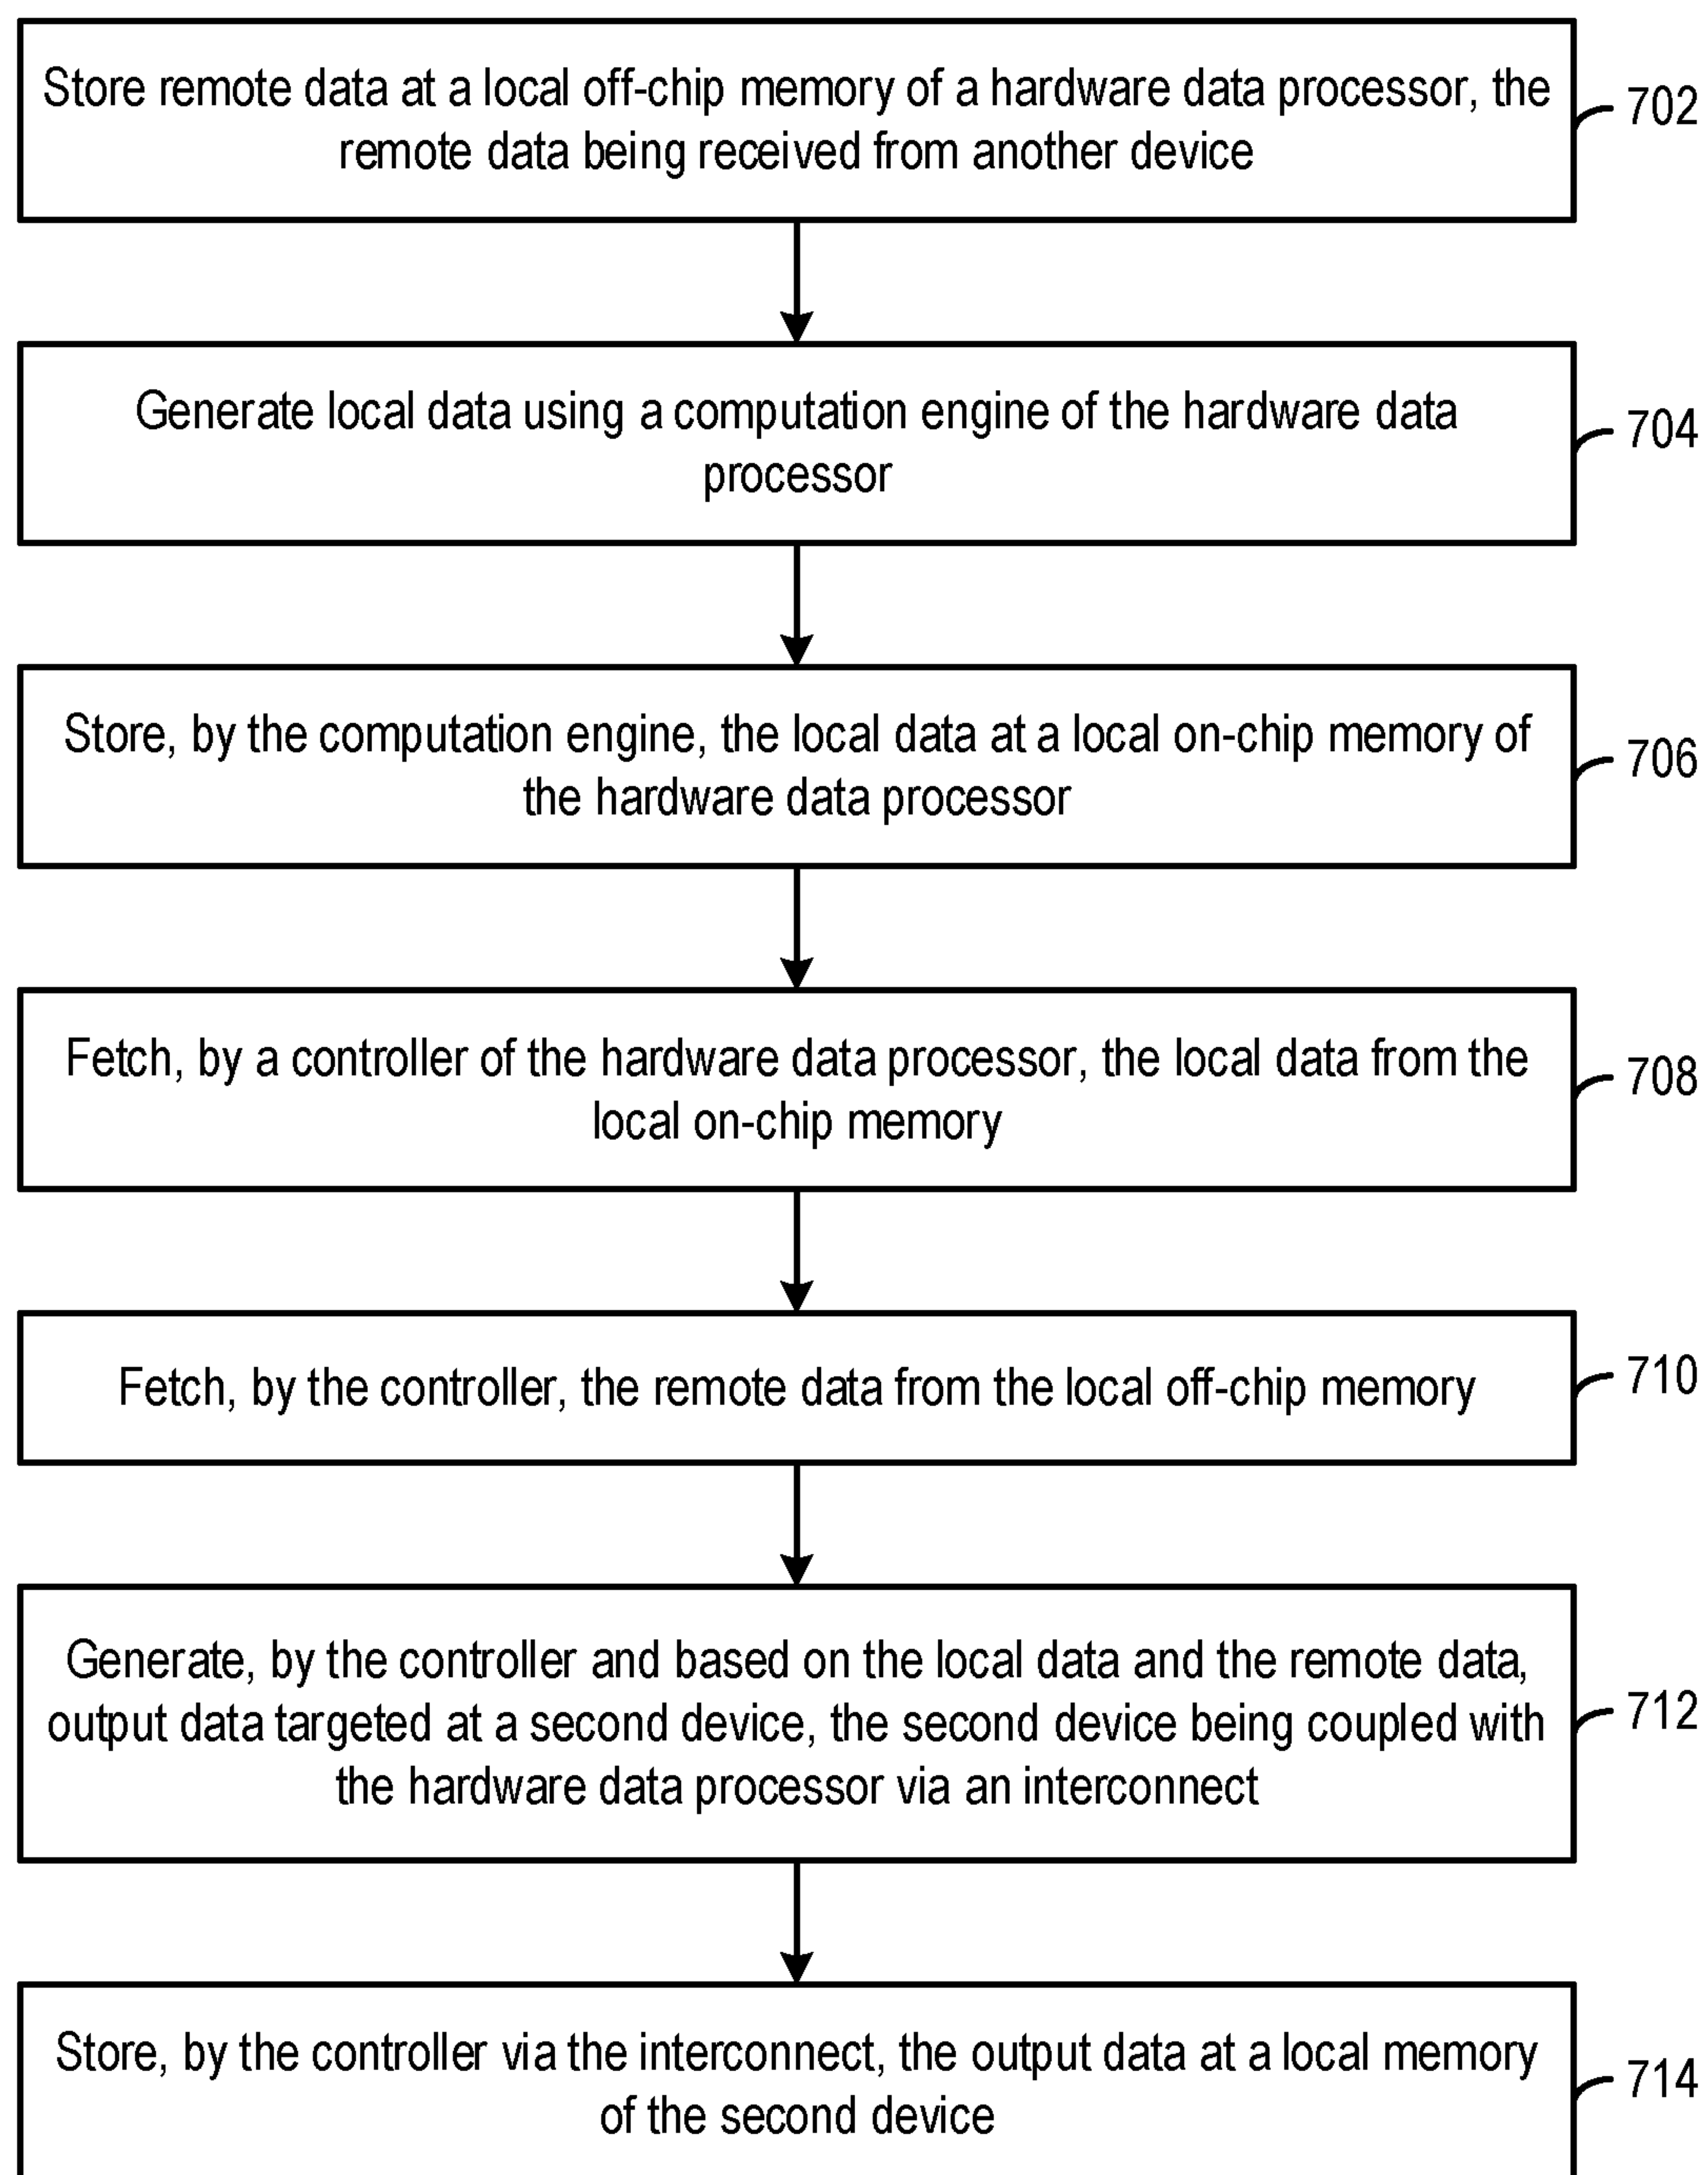 Store remote data at a local off-chip memory of a hardware data processor, the
remote data being received from another device
702
Generate local data using a computation engine of the hardware data
processor
704
Store, by the computation engine, the local data at a local on-chip memory of
the hardware data processor
706
Fetch, by a controller of the hardware data processor, the local data from the
local on-chip memory
708
Fetch, by the controller, the remote data from the local off-chip memory
710
Generate, by the controller and based on the local data and the remote data,
output data targeted at a second device, the second device being coupled with
the hardware data processor via an interconnect
712
Store, by the controller via the interconnect, the output data at a local memory
of the second device
714